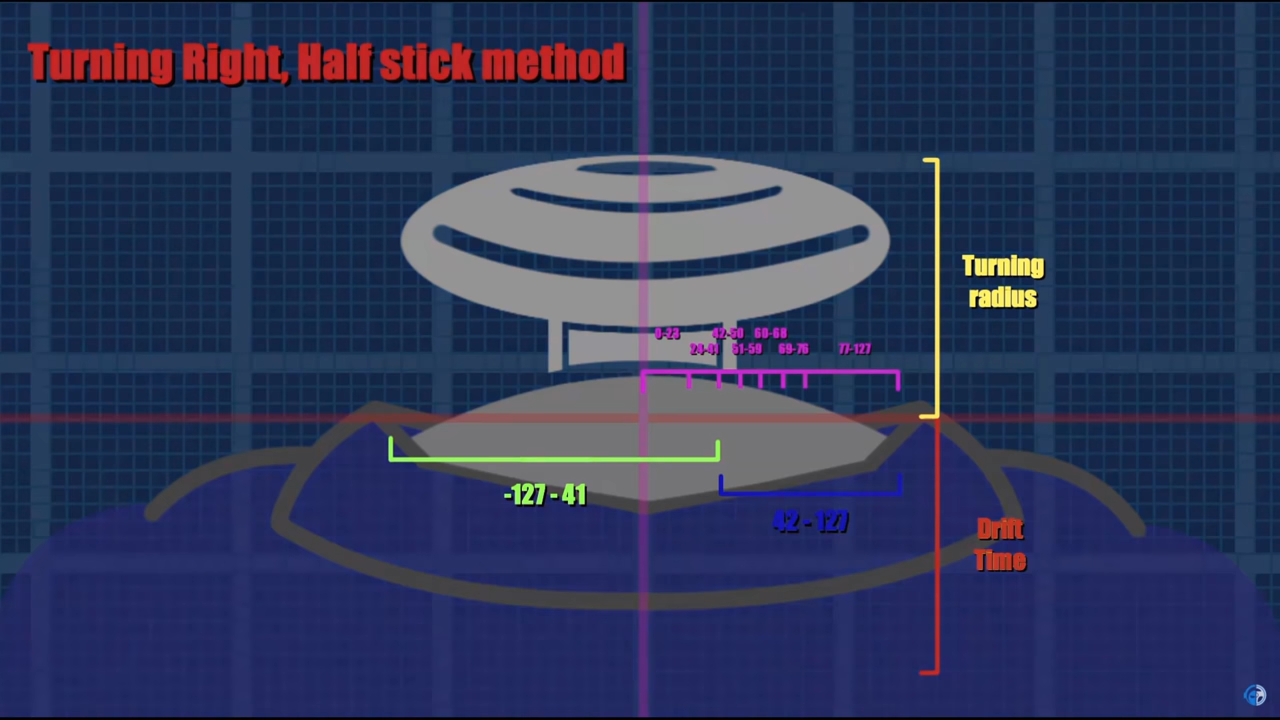 Turning Right, Half stick method
Turning
radius
0-23 42-50 60-68
24-41 51-59 69-76 77-127
-127 - 41
42 - 127
Drift
Time